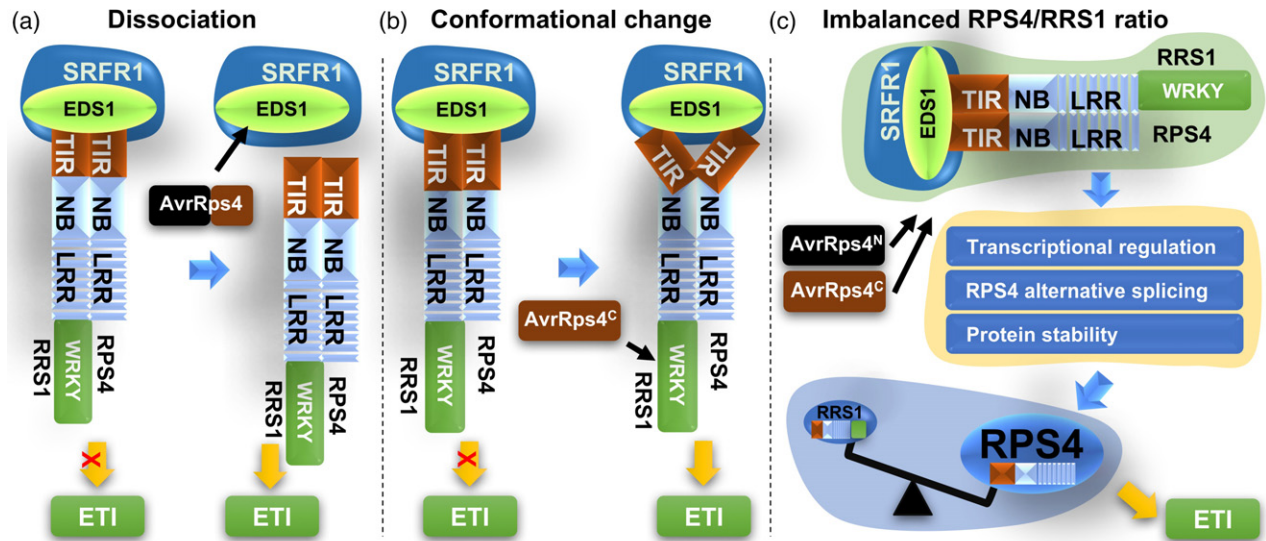 (a) Dissociation
SRFR1
EDS1
TIR TIR
NB NB
LRR LRR
WRKY
RRS1
RPS4
X
ETI
AvrRps4
SRFR1
EDS1
TIR TIR
NB NB
LRR LRR
WRKY
RRS1
RPS4
ETI
(b) Conformational change
SRFR1
EDS1
TIR TIR
NB NB
LRR LRR
WRKY
RRS1
RPS4
X
ETI
AvrRps4ᶜ
SRFR1
EDS1
TIR TIR
NB NB
LRR LRR
WRKY
RRS1
RPS4
ETI
(c) Imbalanced RPS4/RRS1 ratio
SRFR1
EDS1
RRS1
TIR NB LRR WRKY
TIR NB LRR RPS4
AvrRps4ᴺ
AvrRps4ᶜ
Transcriptional regulation
RPS4 alternative splicing
Protein stability
RRS1
RPS4
ETI